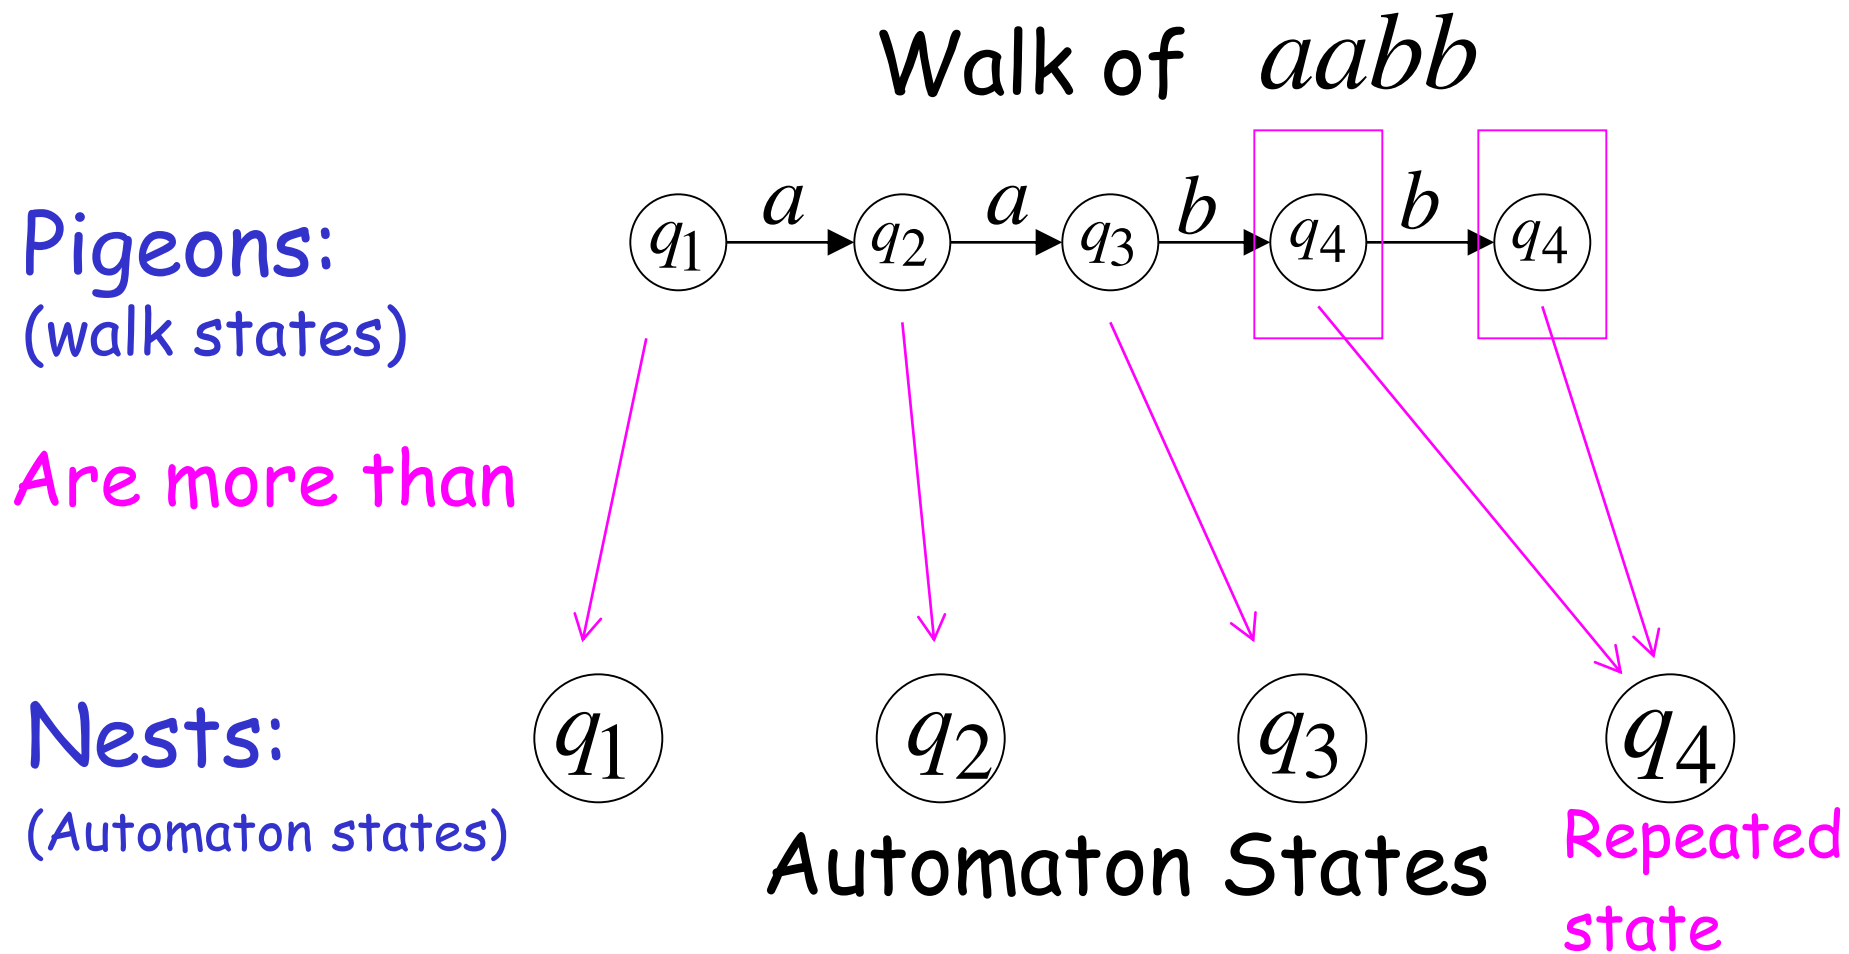 Walk of aabb
a a b b
Pigeons: q1 q2 q3 q4 q4
(walk states)
Are more than
Nests: q1 q2 q3 q4
(Automaton states)
Automaton States
Repeated
state